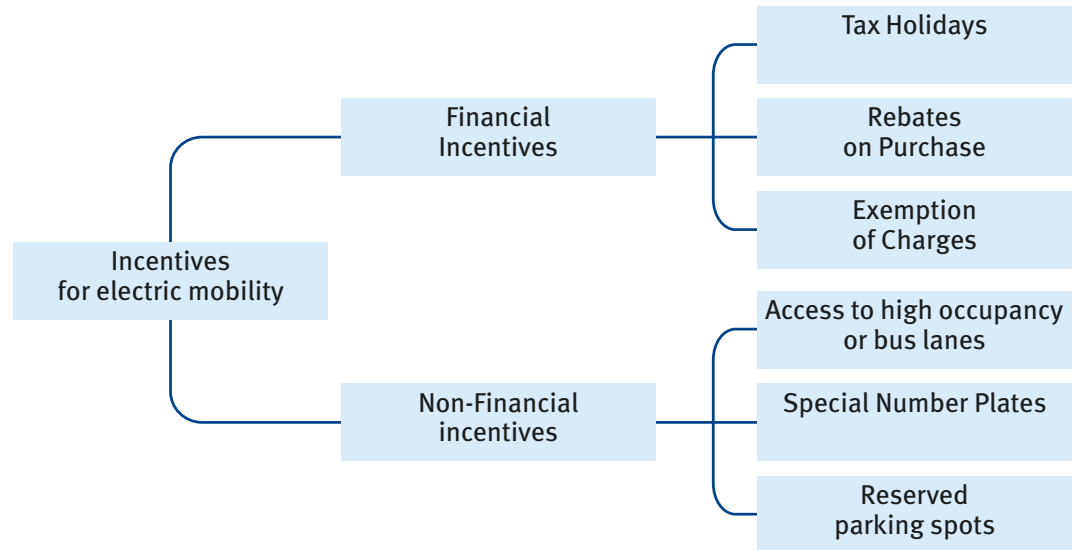 Incentives
for electric mobility
Financial
Incentives
Tax Holidays
Rebates
on Purchase
Exemption
of Charges
Non-Financial
incentives
Access to high occupancy
or bus lanes
Special Number Plates
Reserved
parking spots